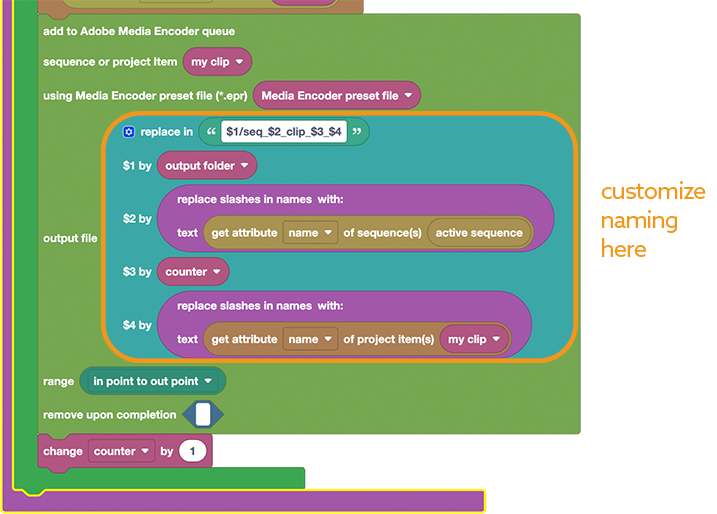 add to Adobe Media Encoder queue
sequence or project Item my clip
using Media Encoder preset file (*.epr) Media Encoder preset file
output file
replace in “ $1/seq_$2_clip_$3_$4 ”
$1 by output folder
$2 by
replace slashes in names with:
text get attribute name of sequence(s) active sequence
$3 by counter
$4 by
replace slashes in names with:
text get attribute name of project item(s) my clip
range in point to out point
remove upon completion
change counter by 1
customize
naming
here